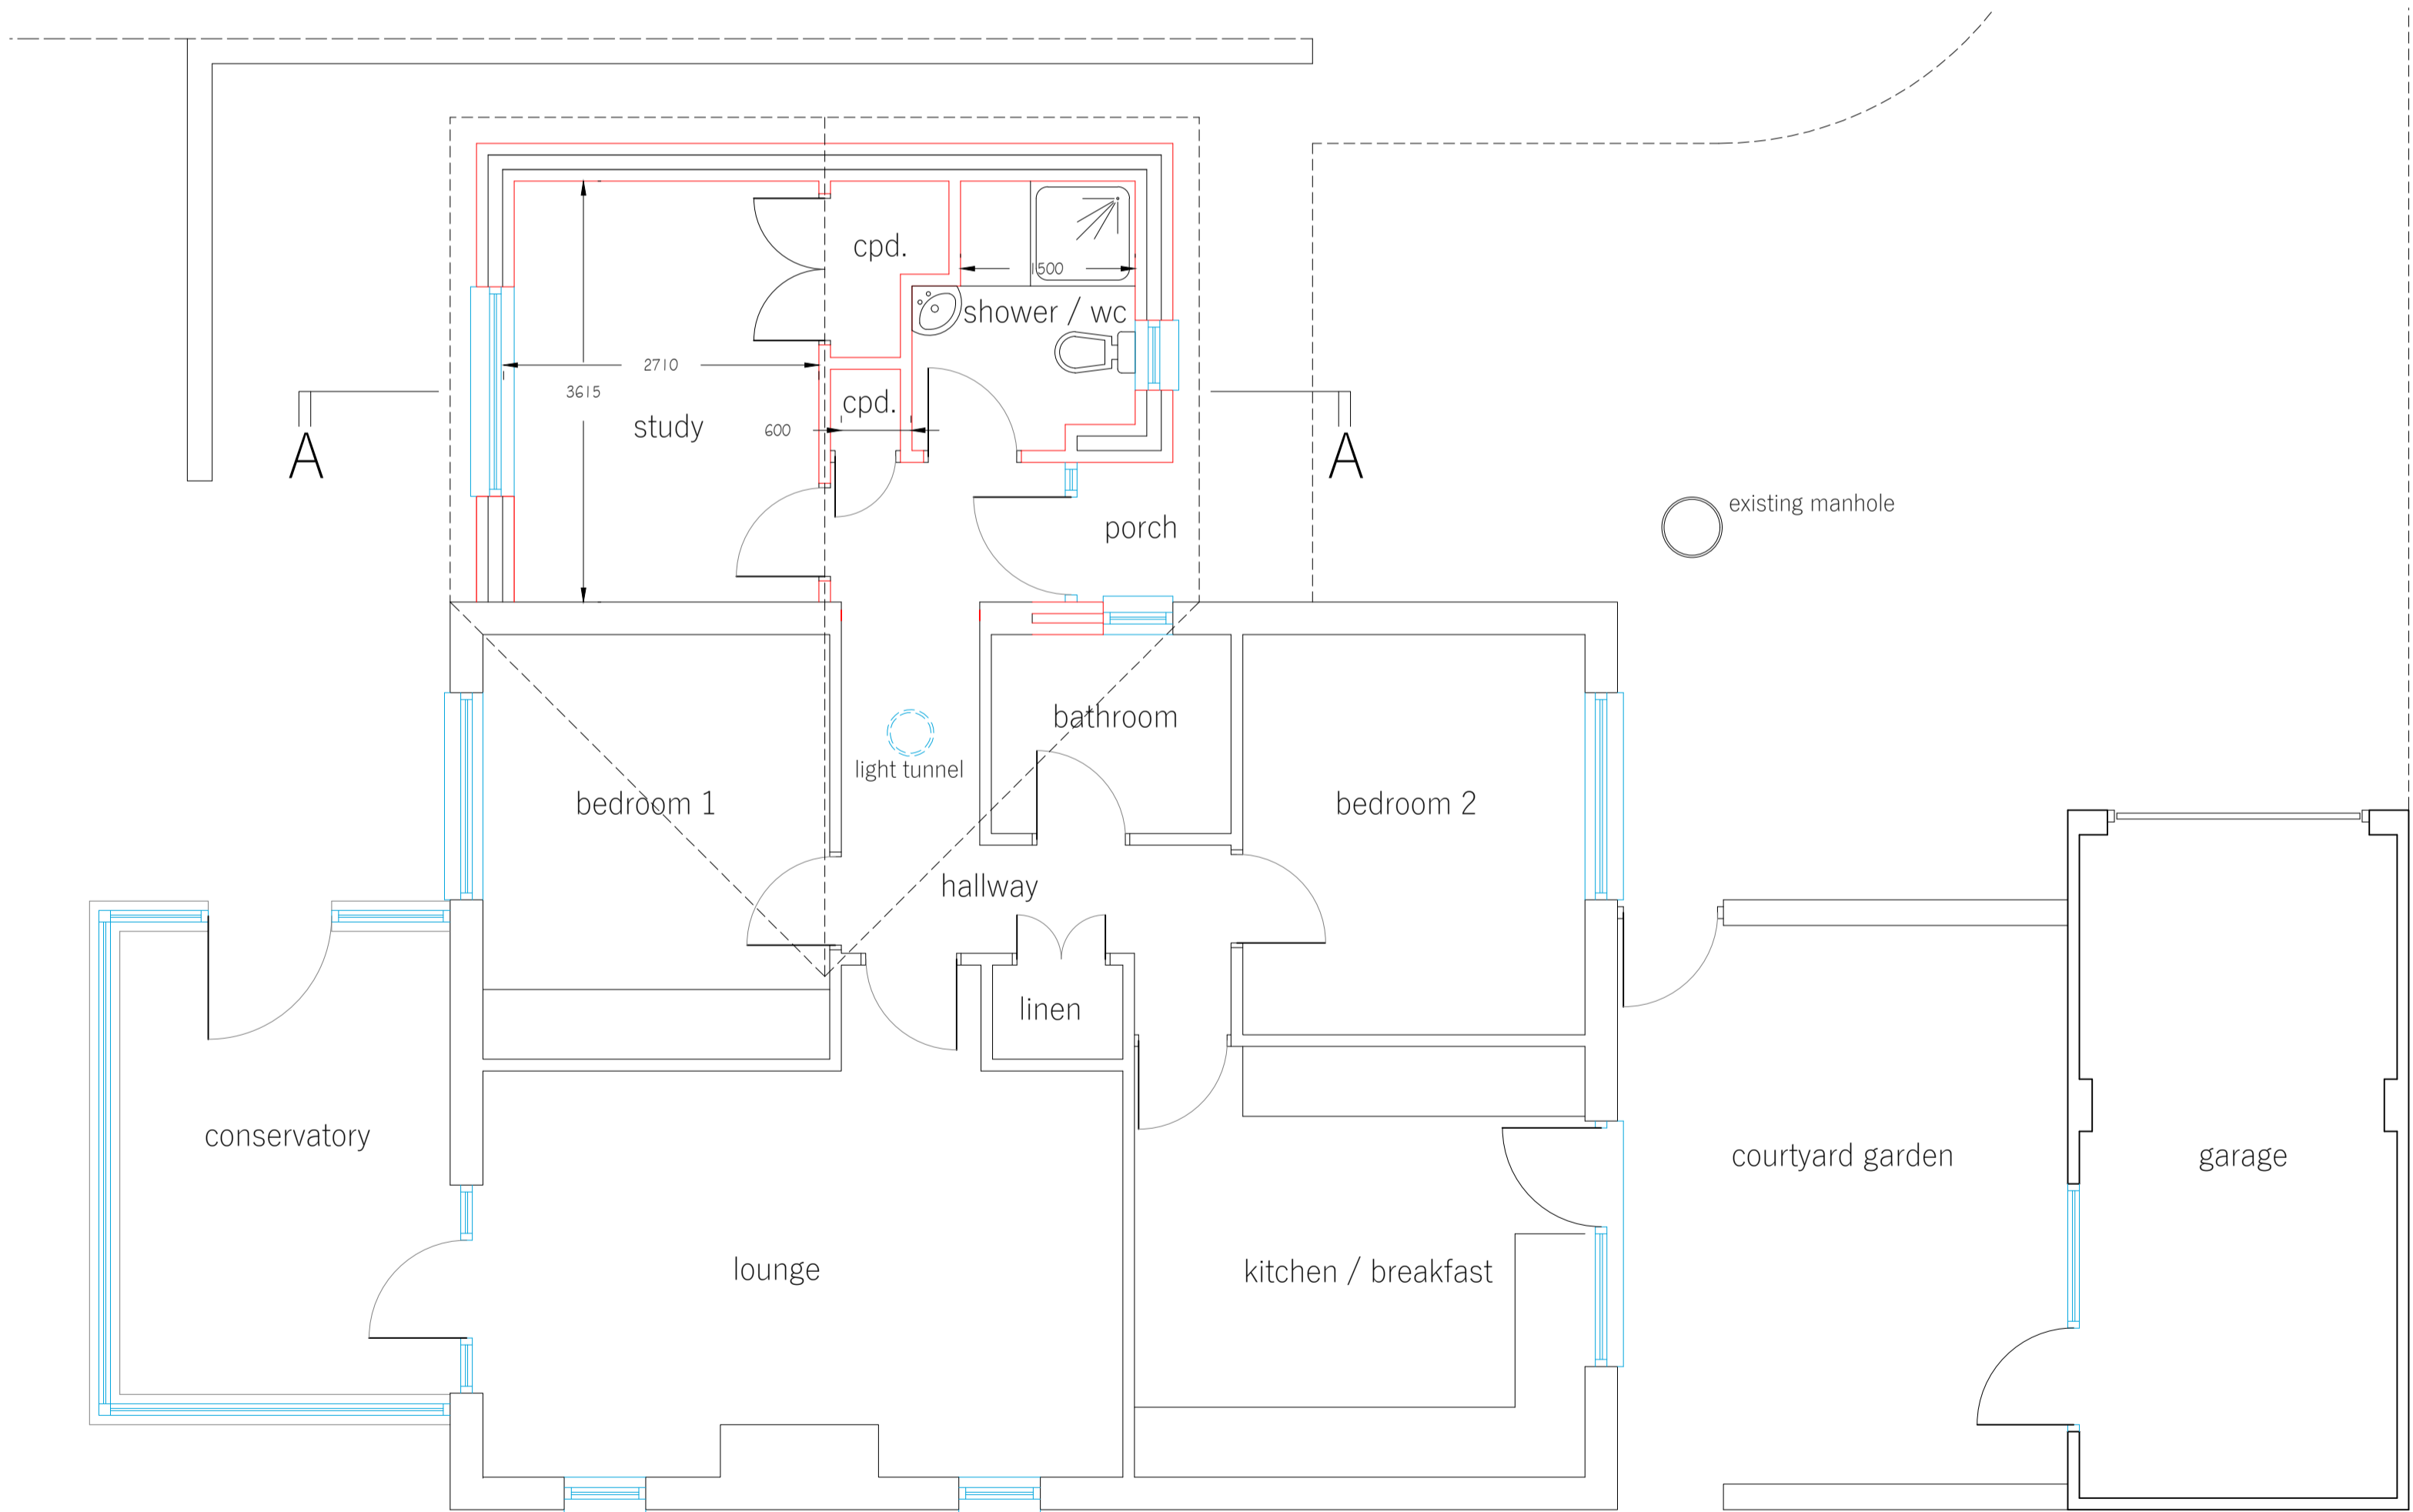 cpd.
1500
shower / wc
2710
3615
cpd.
study
600
A
A
existing manhole
porch
bathroom
light tunnel
bedroom 1
bedroom 2
hallway
linen
conservatory
courtyard garden
garage
lounge
kitchen / breakfast